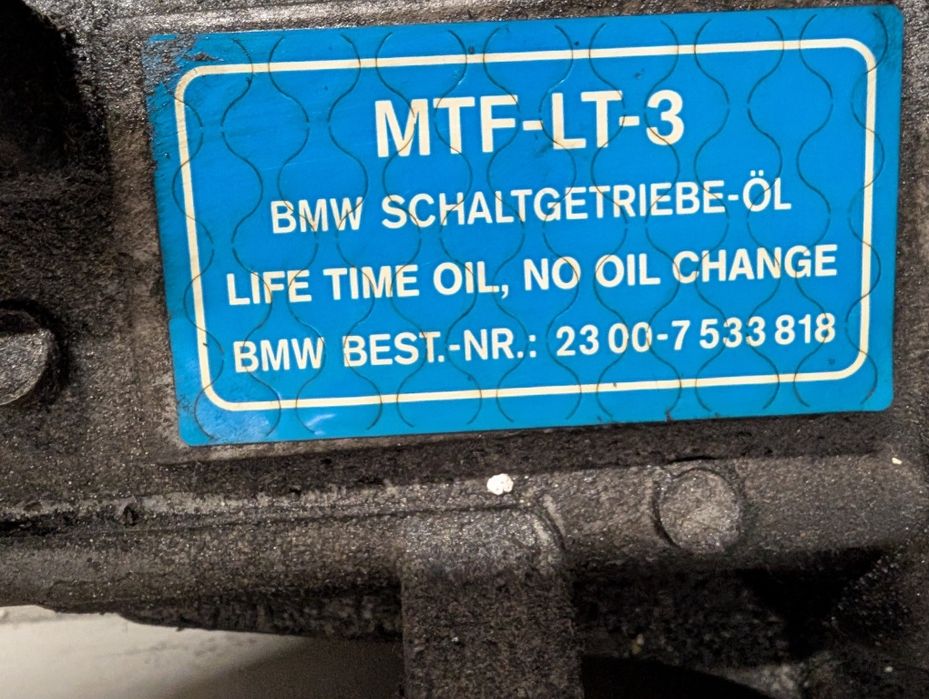 MTF-LT-3
BMW SCHALTGETRIEBE-ÖL
LIFE TIME OIL, NO OIL CHANGE
BMW BEST.-NR.: 23 00-7 533 818